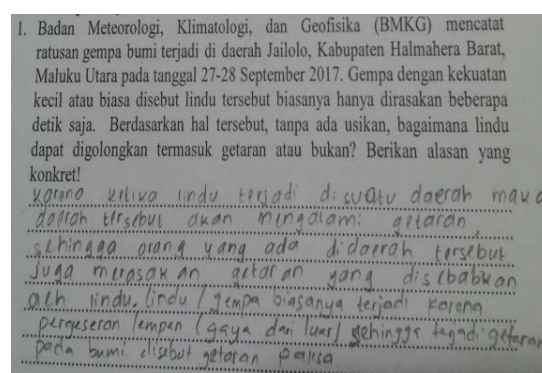 1. Badan Meteorologi, Klimatologi, dan Geofisika (BMKG) mencatat
ratusan gempa bumi terjadi di daerah Jailolo, Kabupaten Halmahera Barat,
Maluku Utara pada tanggal 27-28 September 2017. Gempa dengan kekuatan
kecil atau biasa disebut lindu tersebut biasanya hanya dirasakan beberapa
detik saja. Berdasarkan hal tersebut, tanpa ada usikan, bagaimana lindu
dapat digolongkan termasuk getaran atau bukan? Berikan alasan yang
konkret!
Karena ketika lindu terjadi disuatu daerah maka
daerah tersebut akan mengalami getaran,
sehingga orang yang ada didaerah tersebut
juga merasakan getaran yang disebabkan
oleh lindu. Lindu / gempa biasanya terjadi karena
pergeseran lempen (gaya dari luar) sehingga tegadi getaran
pada bumi disebut getaran paksa